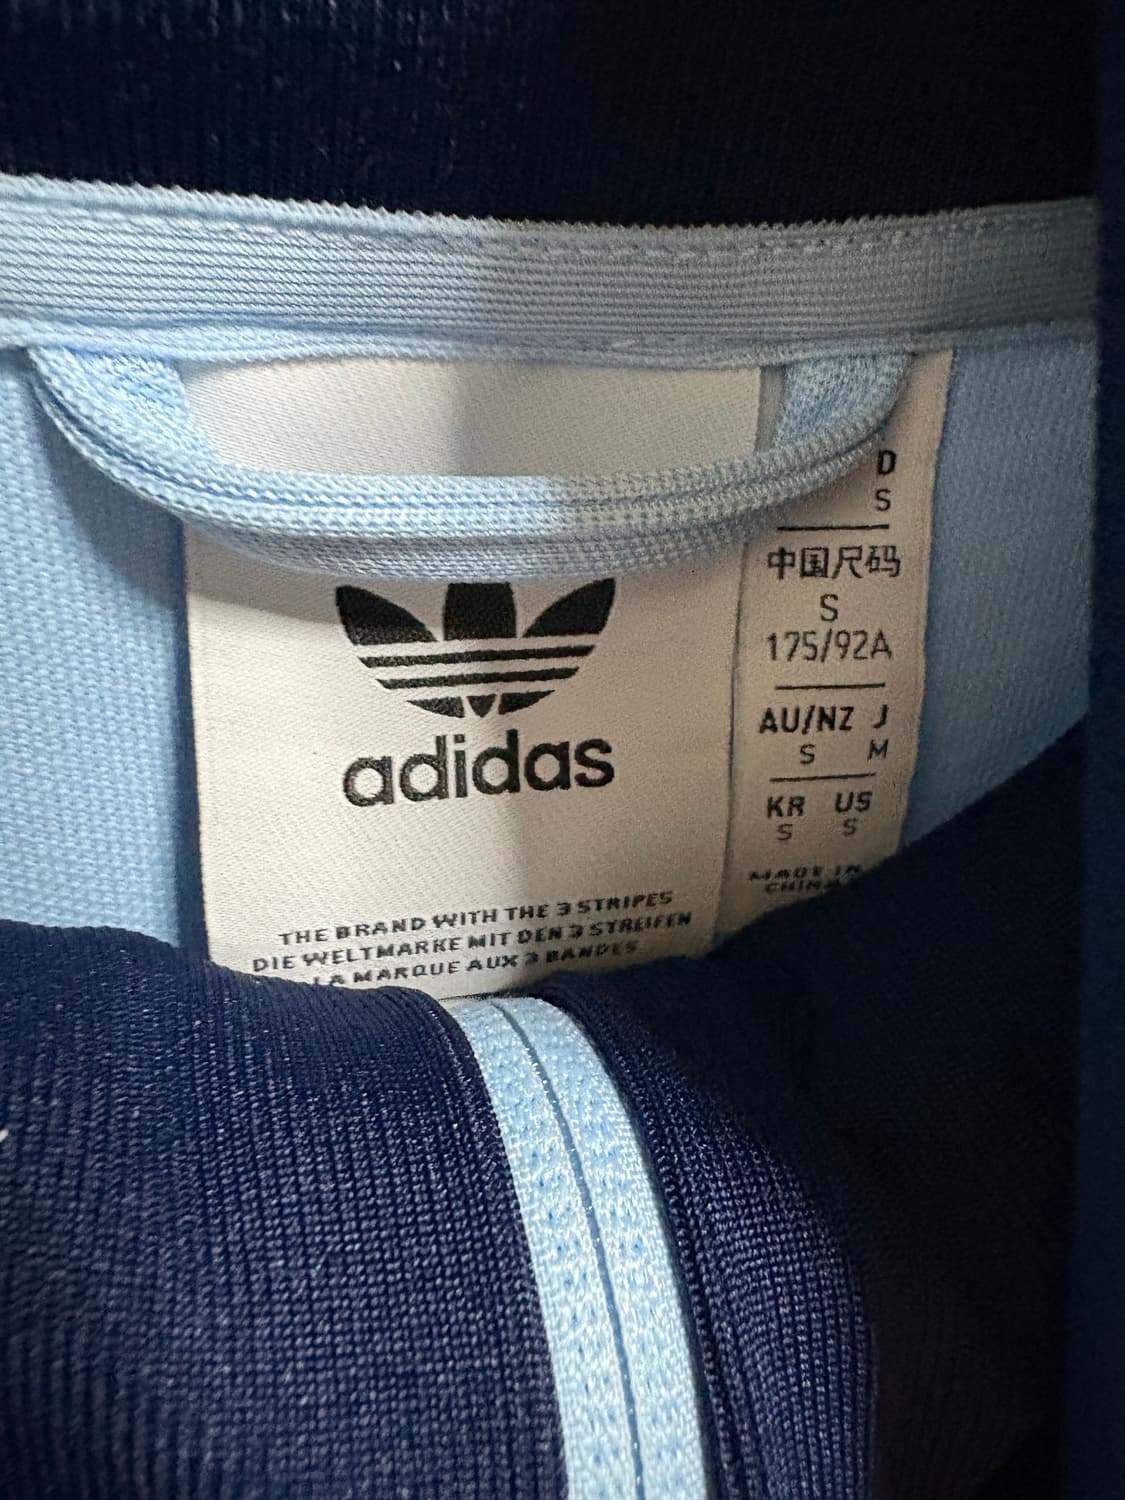 adidas
THE BRAND WITH THE 3 STRIPES
DIE WELTMARKE MIT DEN 3 STREIFEN
LA MARQUE AUX 3 BANDES
D
S
中国尺码
S
175/92A
AU/NZ J
S M
KR US
S S
MADE IN
CHINA